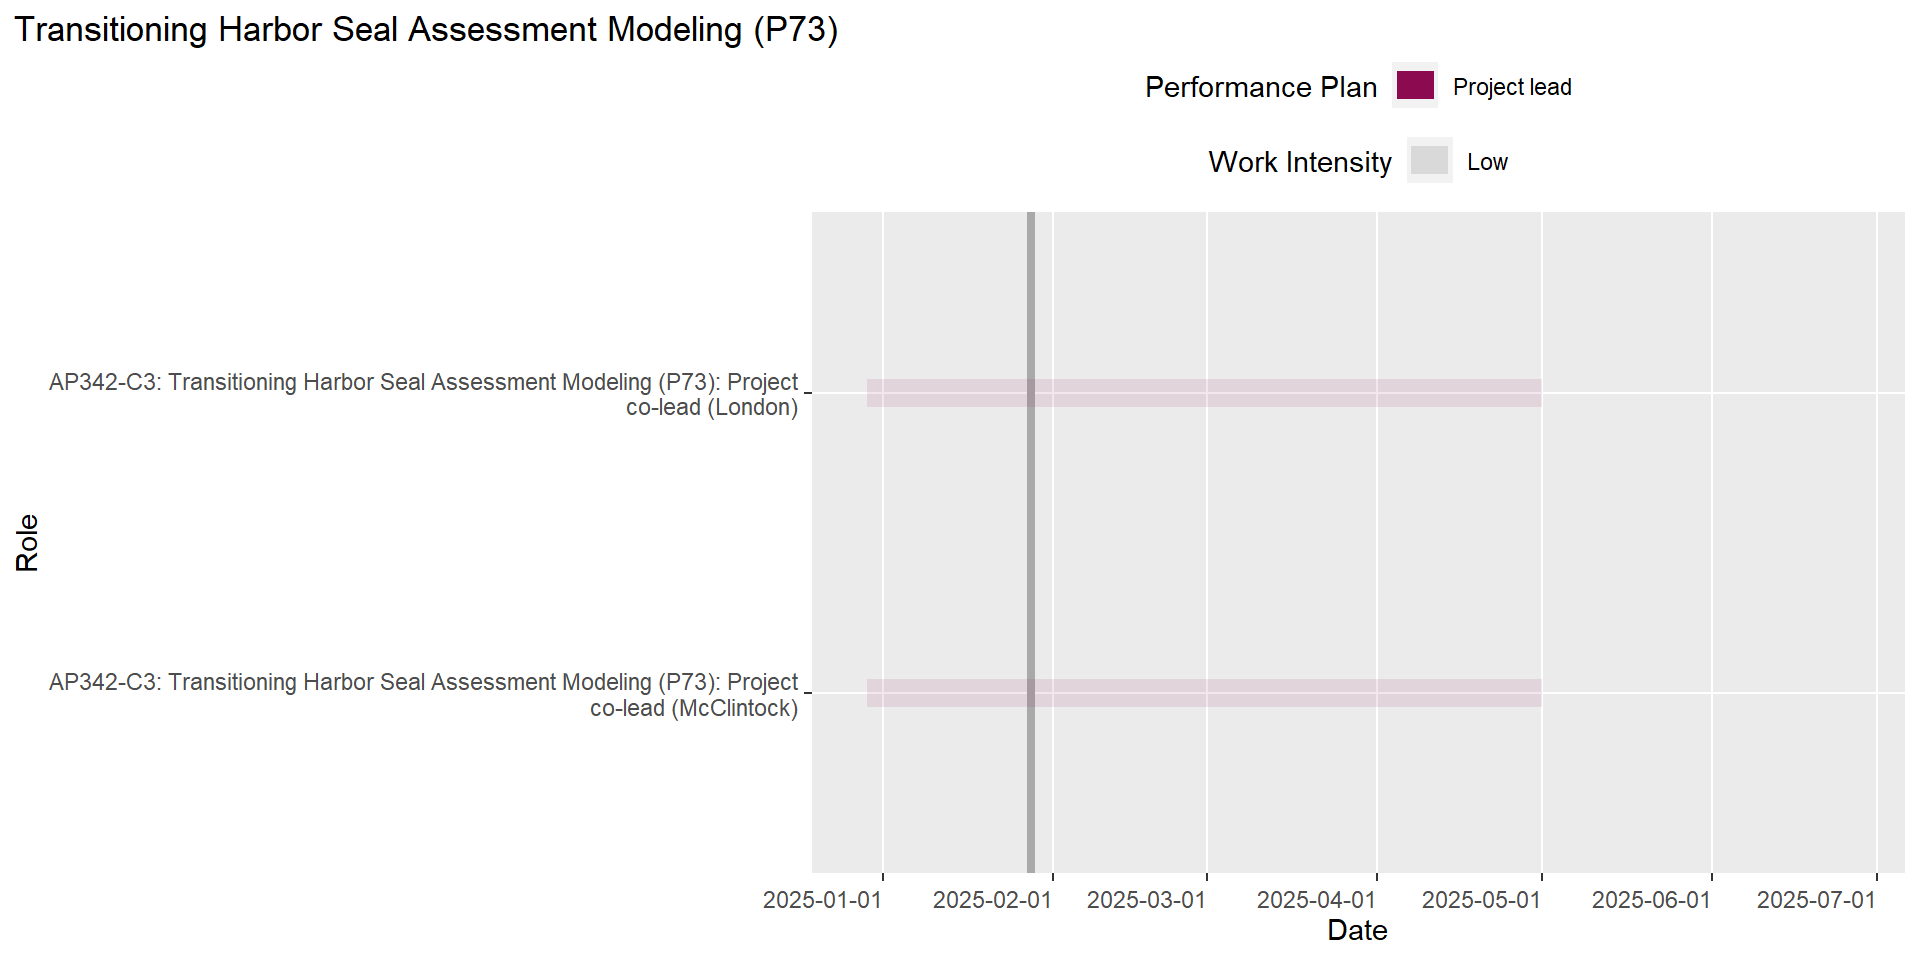 Transitioning Harbor Seal Assessment Modeling (P73)
Performance Plan
Project lead
Work Intensity
Low
Role
AP342-C3: Transitioning Harbor Seal Assessment Modeling (P73): Project
co-lead (London)
AP342-C3: Transitioning Harbor Seal Assessment Modeling (P73): Project
co-lead (McClintock)
2025-01-01
2025-02-01
2025-03-01
2025-04-01
2025-05-01
2025-06-01
2025-07-01
Date